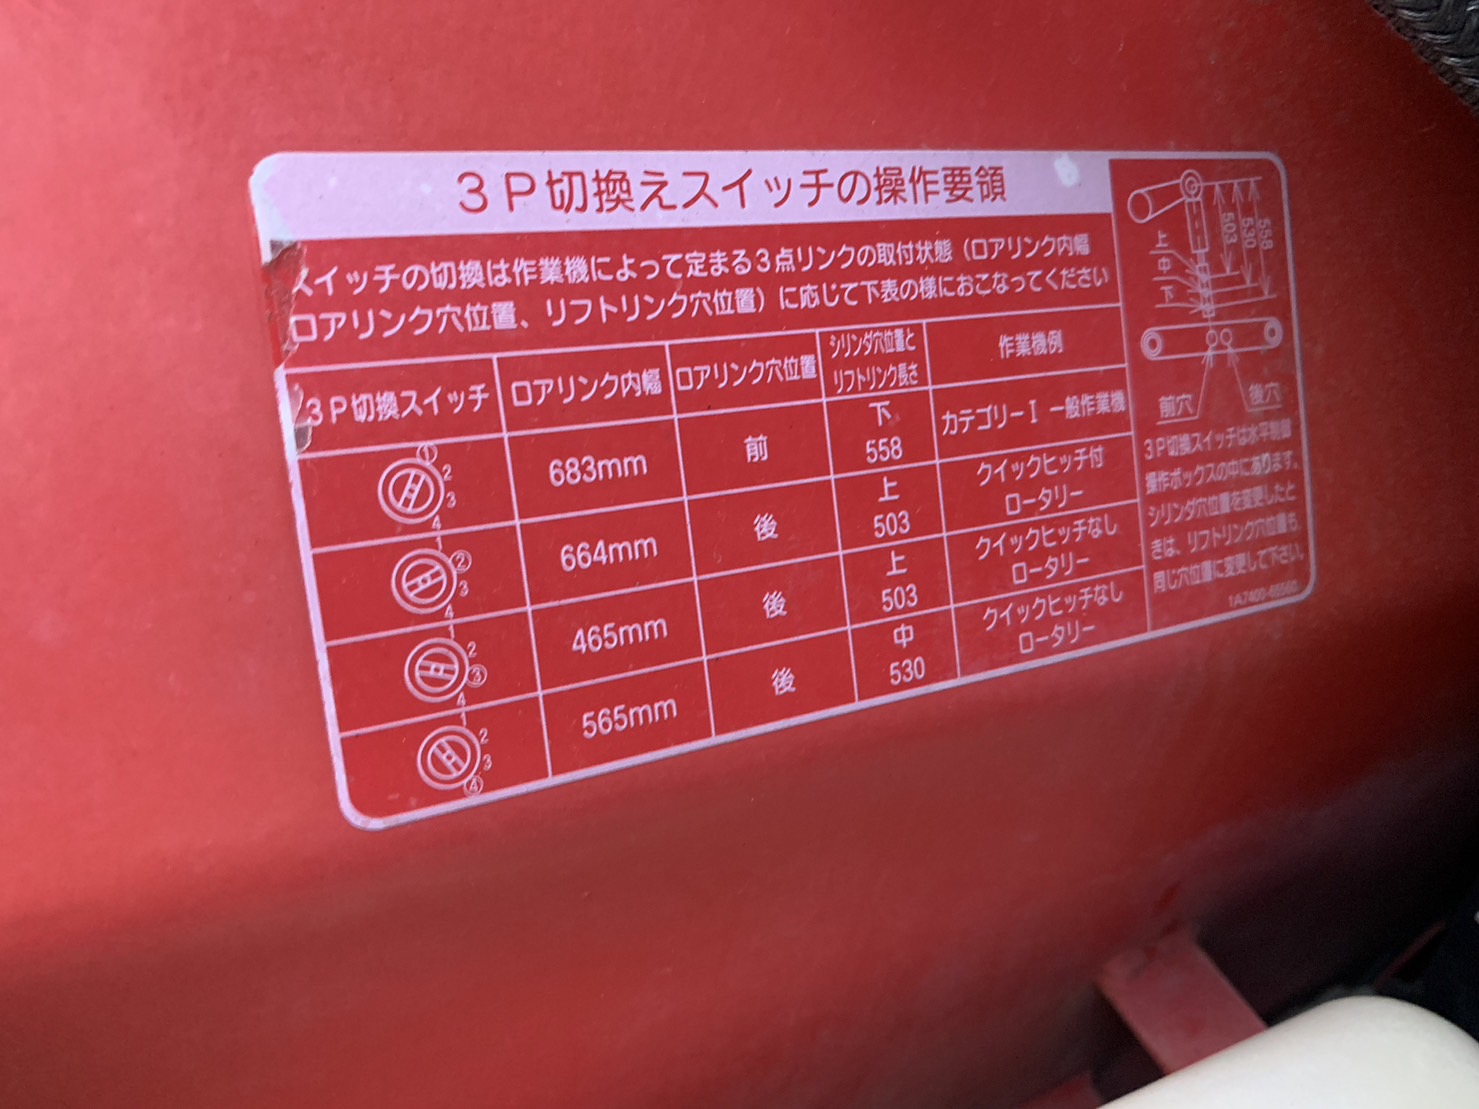 3P切換えスイッチの操作要領
スイッチの切換は作業機によって定まる3点リンクの取付状態(ロアリンク内幅
ロアリンク穴位置、リフトリンク穴位置)に応じて下表の様におこなってください
3P切換スイッチ ロアリンク内幅 ロアリンク穴位置 シリンダ穴位置と
リフトリンク長さ 作業機例
① 2 3 4 683mm 前 下
558 カテゴリーI 一般作業機
1 ② 3 4 664mm 後 上
503 クイックヒッチ付
ロータリー
1 2 ③ 4 465mm 後 上
503 クイックヒッチなし
ロータリー
1 2 3 ④ 565mm 後 中
530 クイックヒッチなし
ロータリー
503 530 558
上
中
下
前穴 後穴
3P切換スイッチは水平制御
操作ボックスの中にあります。
シリンダ穴位置を変更したと
きは、リフトリンク穴位置も、
同じ穴位置に変更して下さい。